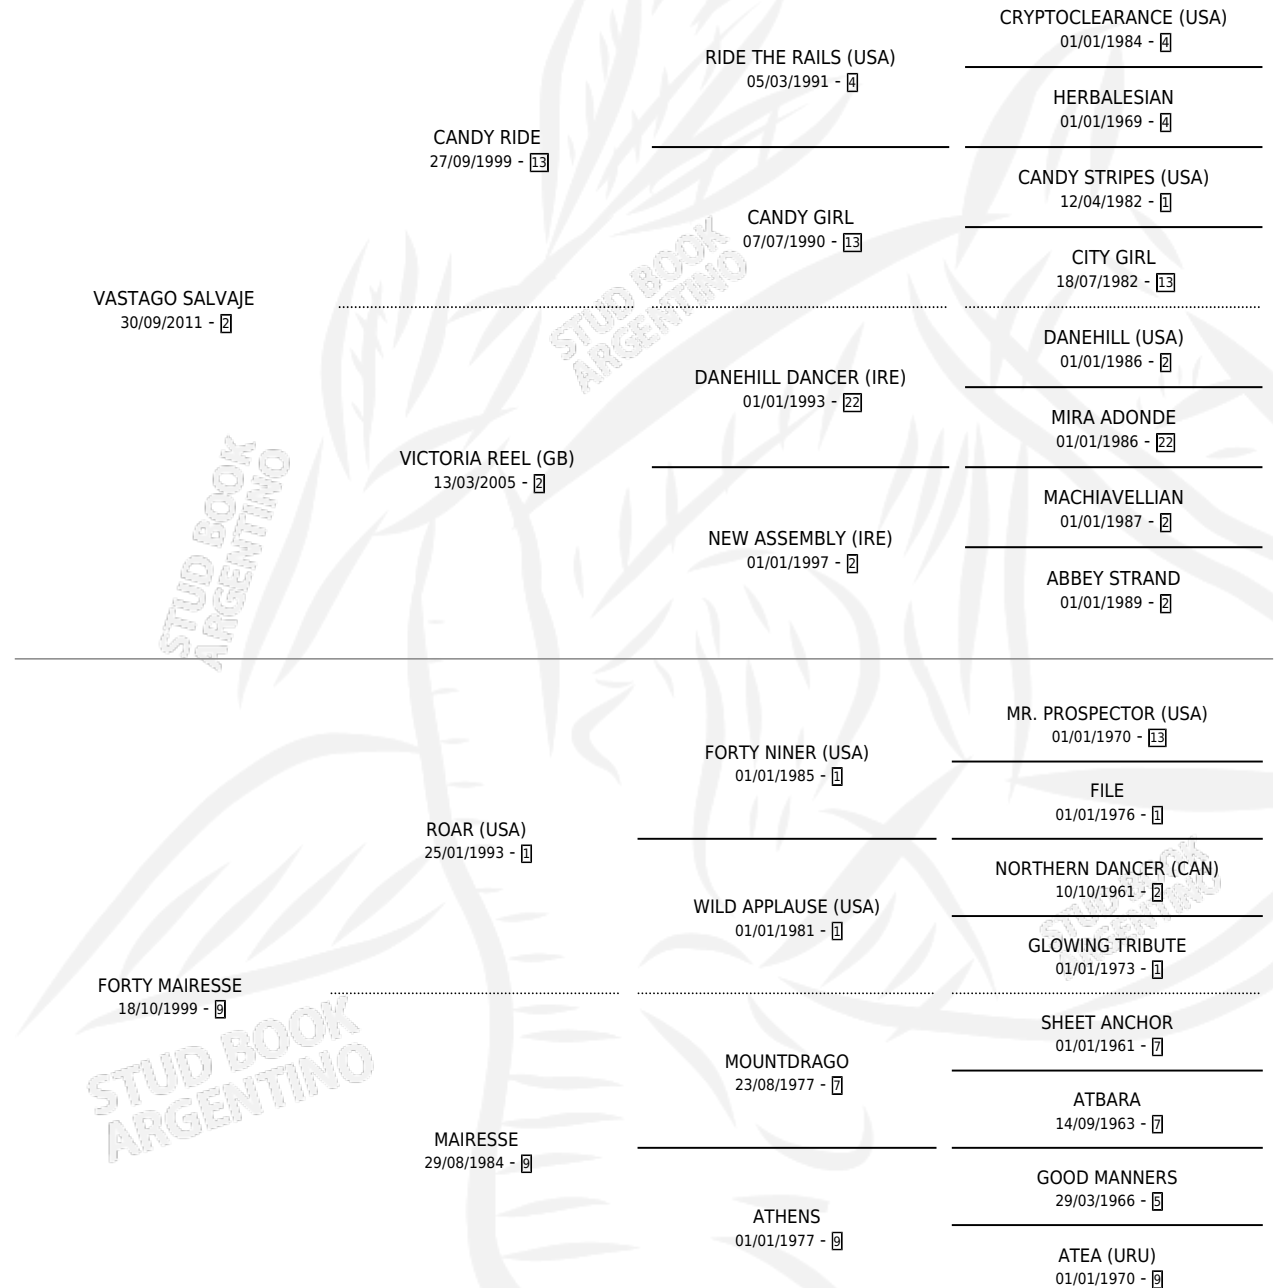 CRYPTOCLEARANCE (USA)
01/01/1984 - 4
RIDE THE RAILS (USA)
05/03/1991 - 4
HERBALESIAN
01/01/1969 - 4
CANDY RIDE
27/09/1999 - 13
CANDY STRIPES (USA)
12/04/1982 - 1
CANDY GIRL
07/07/1990 - 13
CITY GIRL
18/07/1982 - 13
VASTAGO SALVAJE
30/09/2011 - 2
DANEHILL (USA)
01/01/1986 - 2
DANEHILL DANCER (IRE)
01/01/1993 - 22
MIRA ADONDE
01/01/1986 - 22
VICTORIA REEL (GB)
13/03/2005 - 2
MACHIAVELLIAN
01/01/1987 - 2
NEW ASSEMBLY (IRE)
01/01/1997 - 2
ABBEY STRAND
01/01/1989 - 2
MR. PROSPECTOR (USA)
01/01/1970 - 13
FORTY NINER (USA)
01/01/1985 - 1
FILE
01/01/1976 - 1
ROAR (USA)
25/01/1993 - 1
NORTHERN DANCER (CAN)
10/10/1961 - 2
WILD APPLAUSE (USA)
01/01/1981 - 1
GLOWING TRIBUTE
01/01/1973 - 1
FORTY MAIRESSE
18/10/1999 - 9
SHEET ANCHOR
01/01/1961 - 7
MOUNTDRAGO
23/08/1977 - 7
ATBARA
14/09/1963 - 7
MAIRESSE
29/08/1984 - 9
GOOD MANNERS
29/03/1966 - 5
ATHENS
01/01/1977 - 9
ATEA (URU)
01/01/1970 - 9
STUD BOOK
ARGENTINO
STUD BOOK
ARGENTINO
STUD BOOK
ARGENTINO
STUD BOOK
ARGENTINO